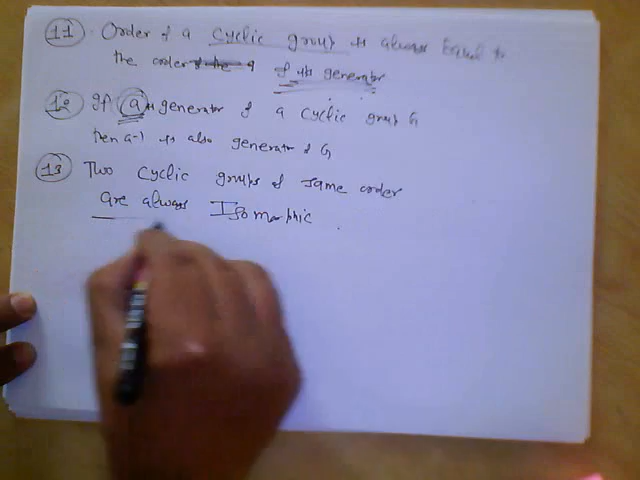 11. Order of a cyclic group is always Equal to
the order of its generator
12 If a is generator of a cyclic group G
then a-1 is also generator of G
13 Two cyclic groups of same order
are always Isomorphic.